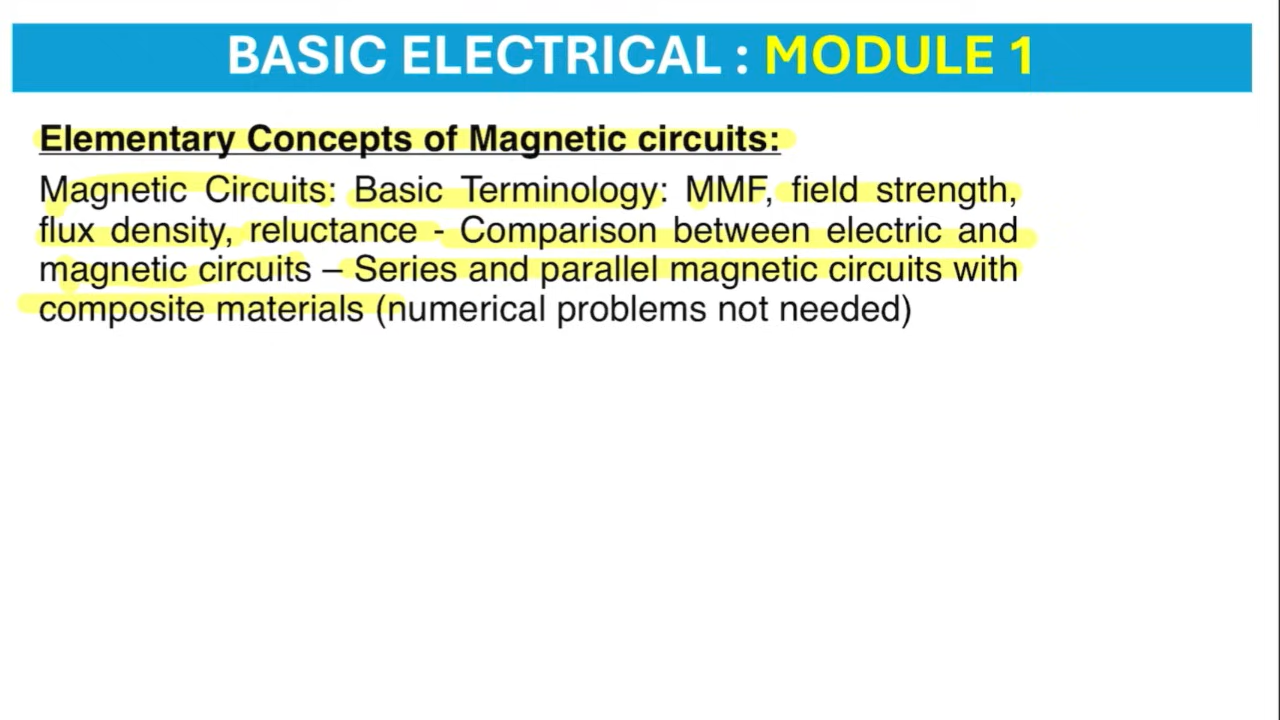 BASIC ELECTRICAL : MODULE 1
Elementary Concepts of Magnetic circuits:
Magnetic Circuits: Basic Terminology: MMF, field strength,
flux density, reluctance - Comparison between electric and
magnetic circuits – Series and parallel magnetic circuits with
composite materials (numerical problems not needed)